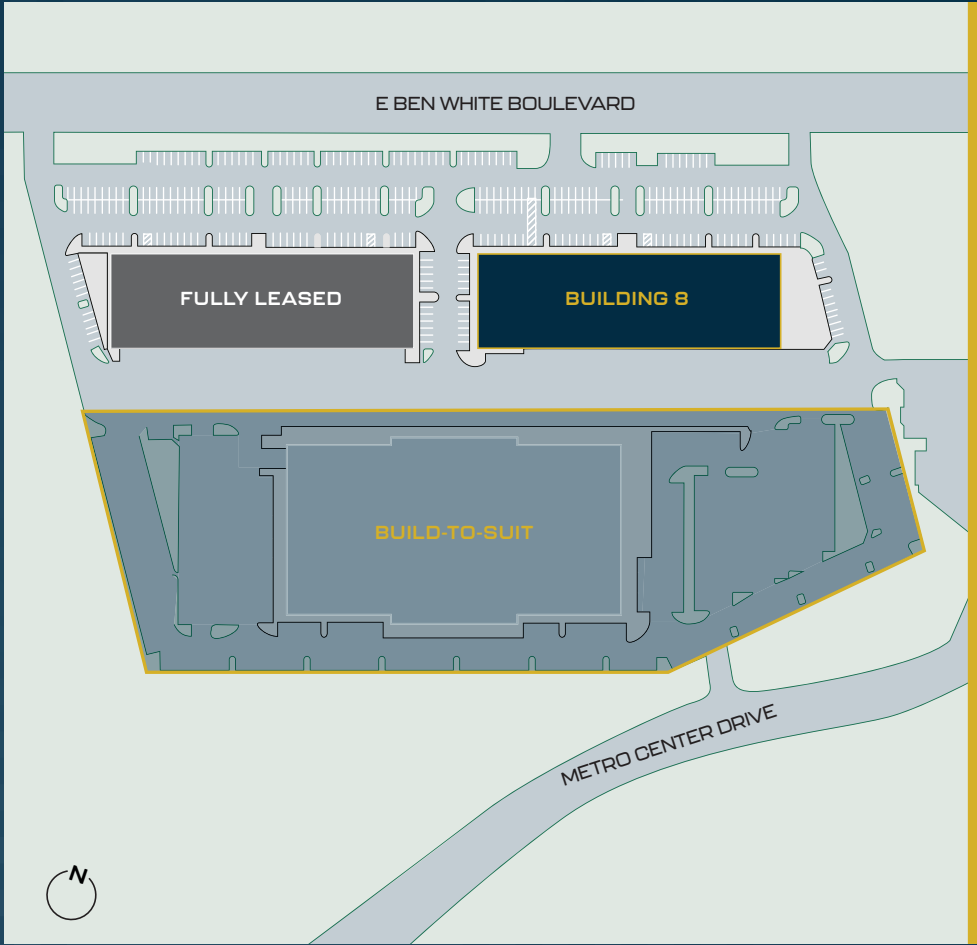 E BEN WHITE BOULEVARD
FULLY LEASED
BUILDING 8
BUILD-TO-SUIT
METRO CENTER DRIVE
N